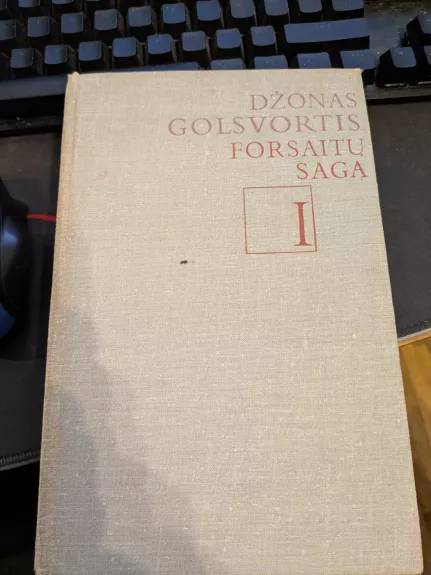 DŽONAS
GOLSVORTIS
FORSAITŲ
SAGA
I